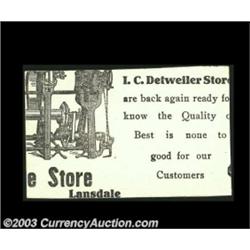 I. C. Detweiler Store
are back again ready fo
know the Quality o
Best is none to
good for our
Customers
e Store
Lansdale
©2003 CurrencyAuction.com